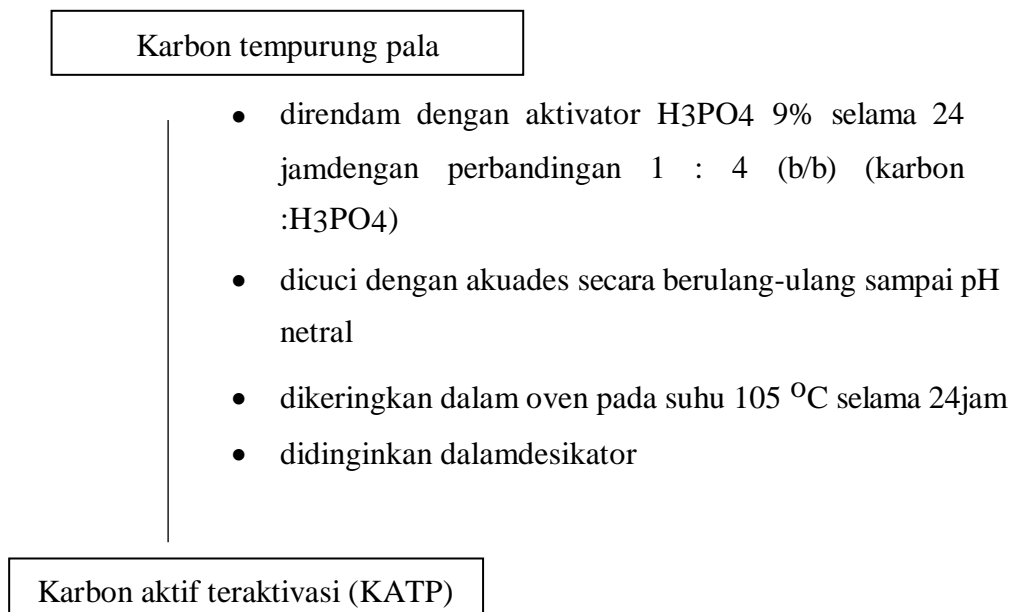 Karbon tempurung pala
• direndam dengan aktivator H3PO4 9% selama 24
jamdengan perbandingan 1 : 4 (b/b) (karbon
:H3PO4)
• dicuci dengan akuades secara berulang-ulang sampai pH
netral
• dikeringkan dalam oven pada suhu 105 ᴼC selama 24jam
• didinginkan dalamdesikator
Karbon aktif teraktivasi (KATP)